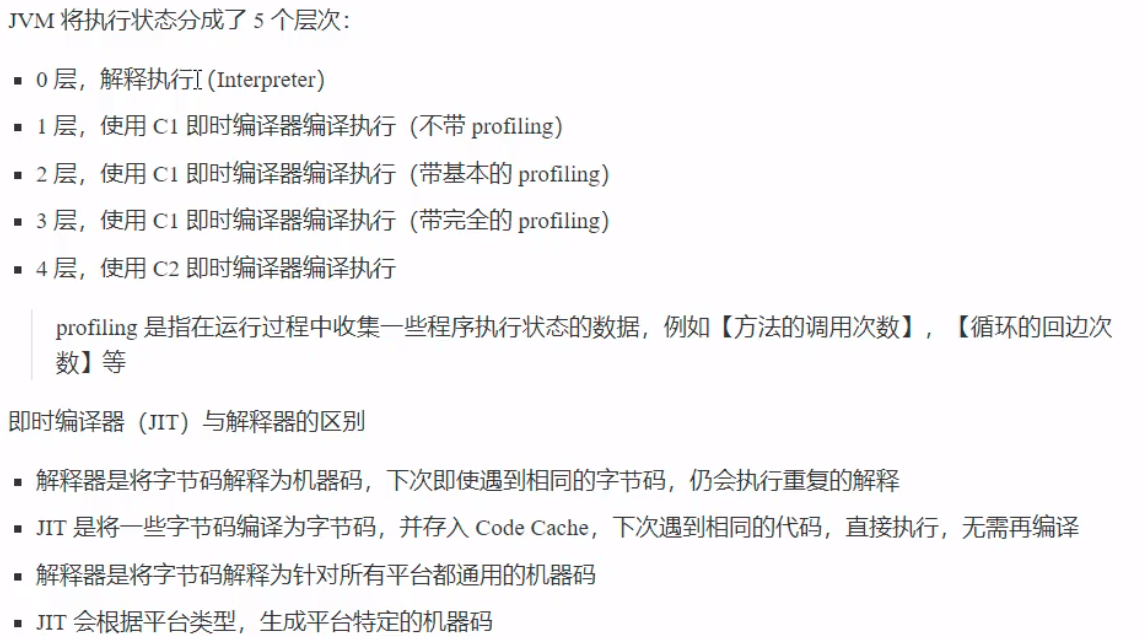 JVM 将执行状态分成了 5 个层次：
▪ 0 层，解释执行（Interpreter）
▪ 1 层，使用 C1 即时编译器编译执行（不带 profiling）
▪ 2 层，使用 C1 即时编译器编译执行（带基本的 profiling）
▪ 3 层，使用 C1 即时编译器编译执行（带完全的 profiling）
▪ 4 层，使用 C2 即时编译器编译执行
profiling 是指在运行过程中收集一些程序执行状态的数据，例如【方法的调用次数】，【循环的回边次
数】等
即时编译器（JIT）与解释器的区别
▪ 解释器是将字节码解释为机器码，下次即使遇到相同的字节码，仍会执行重复的解释
▪ JIT 是将一些字节码编译为字节码，并存入 Code Cache，下次遇到相同的代码，直接执行，无需再编译
▪ 解释器是将字节码解释为针对所有平台都通用的机器码
▪ JIT 会根据平台类型，生成平台特定的机器码